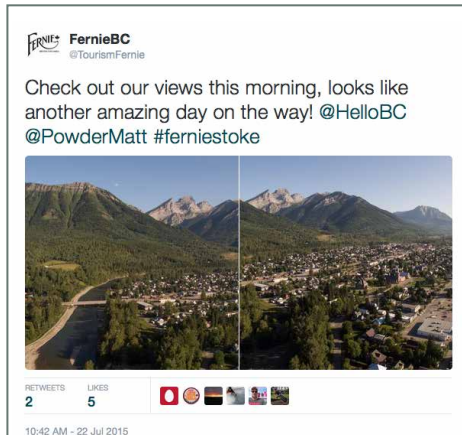 FERNIE
FernieBC
@TourismFernie
Check out our views this morning, looks like
another amazing day on the way! @HelloBC
@PowderMatt #ferniestoke
RETWEETS
LIKES
2
5
10:42 AM - 22 Jul 2015